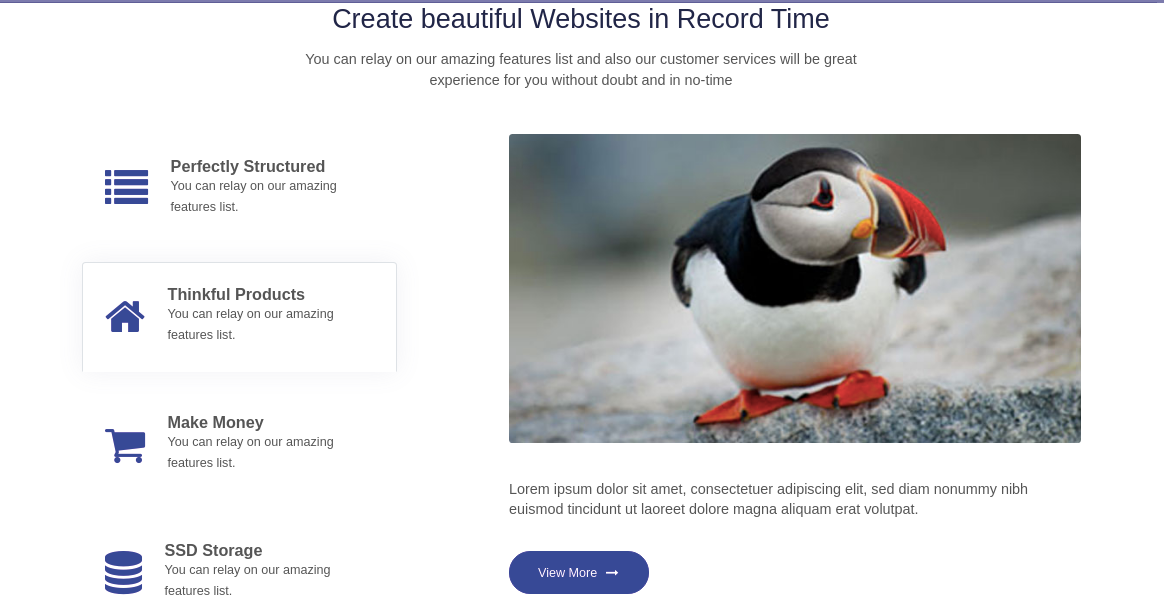 Create beautiful Websites in Record Time
You can relay on our amazing features list and also our customer services will be great
experience for you without doubt and in no-time
Perfectly Structured
You can relay on our amazing
features list.
Thinkful Products
You can relay on our amazing
features list.
Make Money
You can relay on our amazing
features list.
SSD Storage
You can relay on our amazing
features list.
Lorem ipsum dolor sit amet, consectetuer adipiscing elit, sed diam nonummy nibh
euismod tincidunt ut laoreet dolore magna aliquam erat volutpat.
View More